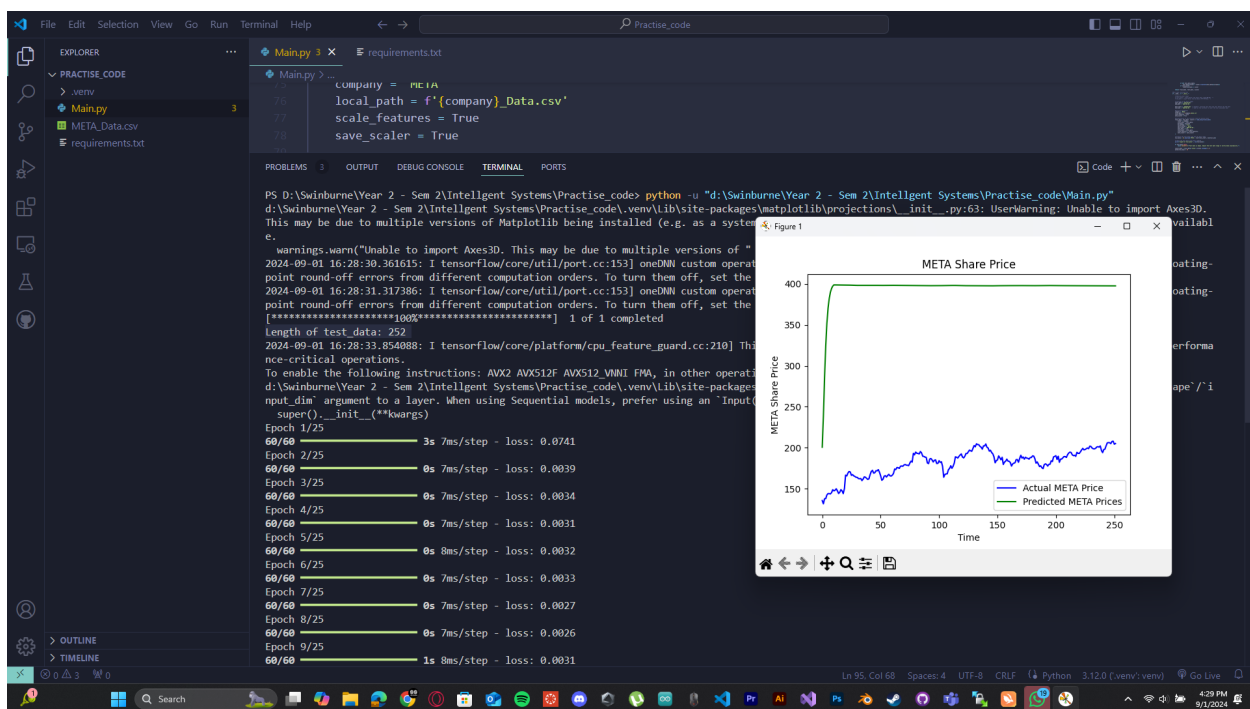 File Edit Selection View Go Run Terminal Help
Practise_code
EXPLORER
PRACTISE_CODE
.venv
Main.py 3
META_Data.csv
requirements.txt
OUTLINE
TIMELINE
Main.py 3
requirements.txt
Main.py > ...
75 company = 'META'
76 local_path = f'{company}_Data.csv'
77 scale_features = True
78 save_scaler = True
PROBLEMS 3 OUTPUT DEBUG CONSOLE TERMINAL PORTS
Code
PS D:\Swinburne\Year 2 - Sem 2\Intellgent Systems\Practise_code> python -u "d:\Swinburne\Year 2 - Sem 2\Intellgent Systems\Practise_code\Main.py"
d:\Swinburne\Year 2 - Sem 2\Intellgent Systems\Practise_code\.venv\Lib\site-packages\matplotlib\projections\__init__.py:63: UserWarning: Unable to import Axes3D.
This may be due to multiple versions of Matplotlib being installed (e.g. as a system vailabl
e.
warnings.warn("Unable to import Axes3D. This may be due to multiple versions of "
2024-09-01 16:28:30.361615: I tensorflow/core/util/port.cc:153] oneDNN custom operat oating-
point round-off errors from different computation orders. To turn them off, set the
2024-09-01 16:28:31.317386: I tensorflow/core/util/port.cc:153] oneDNN custom operat oating-
point round-off errors from different computation orders. To turn them off, set the
[**********************100%***********************] 1 of 1 completed
Length of test_data: 252
2024-09-01 16:28:33.854088: I tensorflow/core/platform/cpu_feature_guard.cc:210] Thi erforma
nce-critical operations.
To enable the following instructions: AVX2 AVX512F AVX512_VNNI FMA, in other operati
d:\Swinburne\Year 2 - Sem 2\Intellgent Systems\Practise_code\.venv\Lib\site-packages ape`/`i
nput_dim` argument to a layer. When using Sequential models, prefer using an `Input(
super().__init__(**kwargs)
Epoch 1/25
60/60 3s 7ms/step - loss: 0.0741
Epoch 2/25
60/60 0s 7ms/step - loss: 0.0039
Epoch 3/25
60/60 0s 7ms/step - loss: 0.0034
Epoch 4/25
60/60 0s 7ms/step - loss: 0.0031
Epoch 5/25
60/60 0s 8ms/step - loss: 0.0032
Epoch 6/25
60/60 0s 7ms/step - loss: 0.0033
Epoch 7/25
60/60 0s 7ms/step - loss: 0.0027
Epoch 8/25
60/60 0s 7ms/step - loss: 0.0026
Epoch 9/25
60/60 1s 8ms/step - loss: 0.0031
Figure 1
META Share Price
META Share Price
400
350
300
250
200
150
0 50 100 150 200 250
Time
Actual META Price
Predicted META Prices
0 3 0
Ln 95, Col 68 Spaces: 4 UTF-8 CRLF Python 3.12.0 ('.venv': venv) Go Live
1
Search
99
19
4:29 PM
9/1/2024